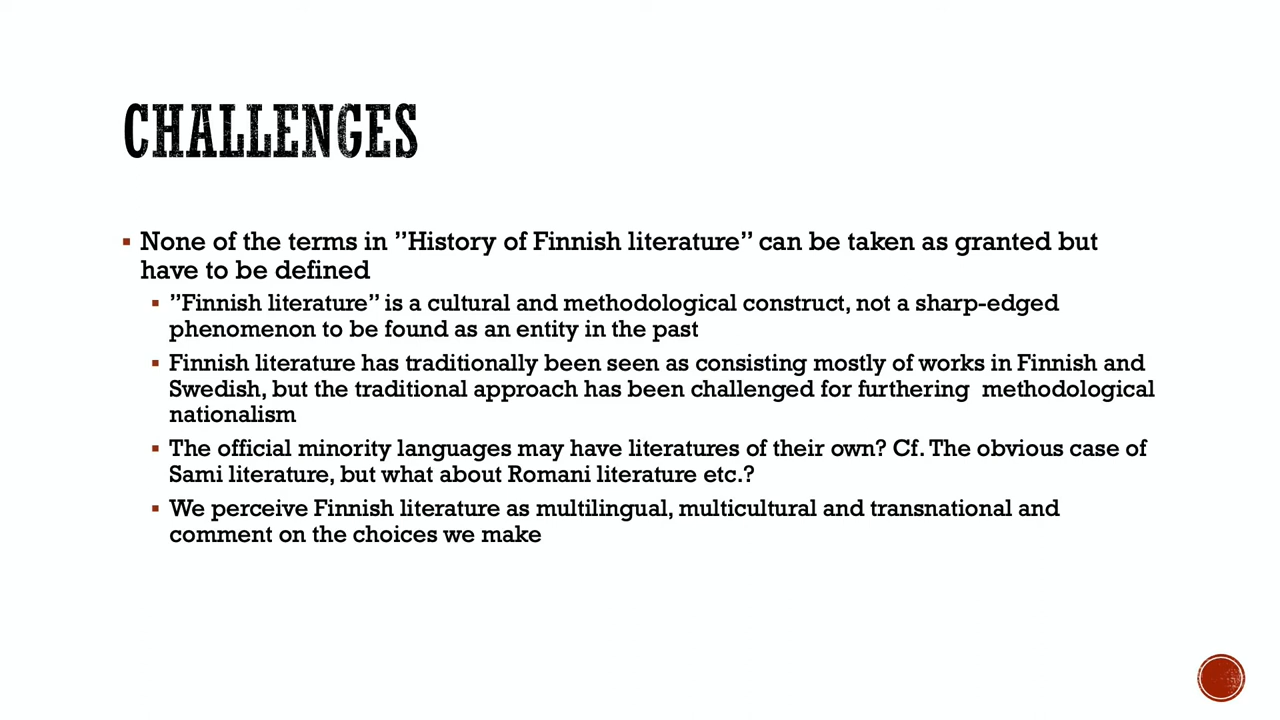 CHALLENGES
▪ None of the terms in ”History of Finnish literature” can be taken as granted but
have to be defined
▪ ”Finnish literature” is a cultural and methodological construct, not a sharp-edged
phenomenon to be found as an entity in the past
▪ Finnish literature has traditionally been seen as consisting mostly of works in Finnish and
Swedish, but the traditional approach has been challenged for furthering  methodological
nationalism
▪ The official minority languages may have literatures of their own? Cf. The obvious case of
Sami literature, but what about Romani literature etc.?
▪ We perceive Finnish literature as multilingual, multicultural and transnational and
comment on the choices we make